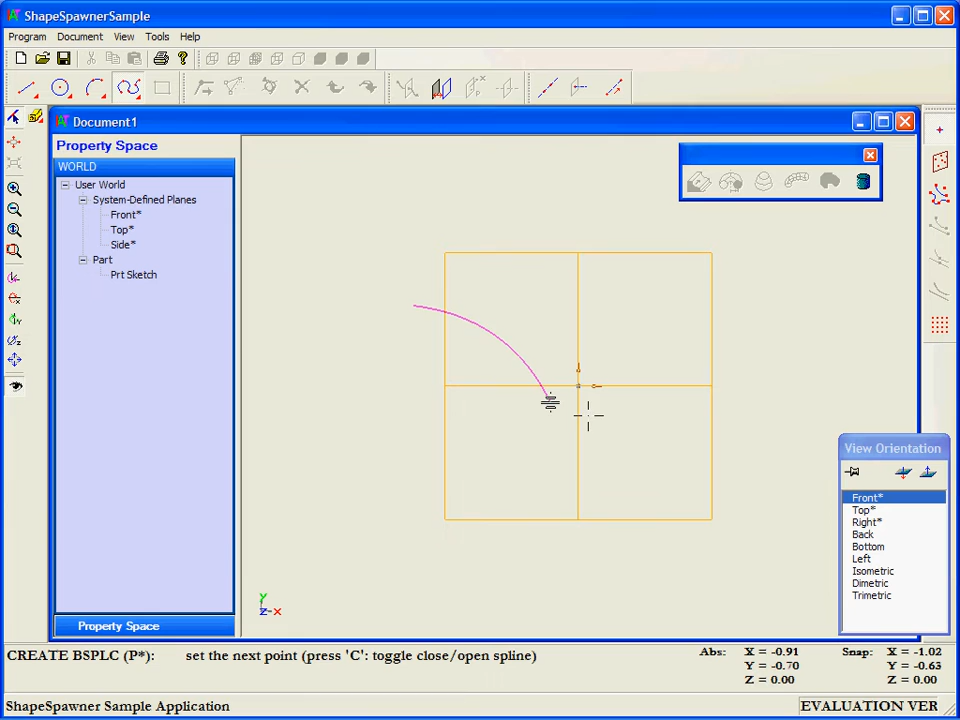 ShapeSpawnerSample
Program Document View Tools Help
Document1
Property Space
WORLD
User World
System-Defined Planes
Front*
Top*
Side*
Part
Prt Sketch
View Orientation
Front*
Top*
Right*
Back
Bottom
Left
Isometric
Dimetric
Trimetric
Y
Z X
Property Space
CREATE BSPLC (P*): set the next point (press 'C': toggle close/open spline)
Abs: X = -0.91 Snap: X = -1.02
Y = -0.70 Y = -0.63
Z = 0.00 Z = 0.00
ShapeSpawner Sample Application
EVALUATION VER